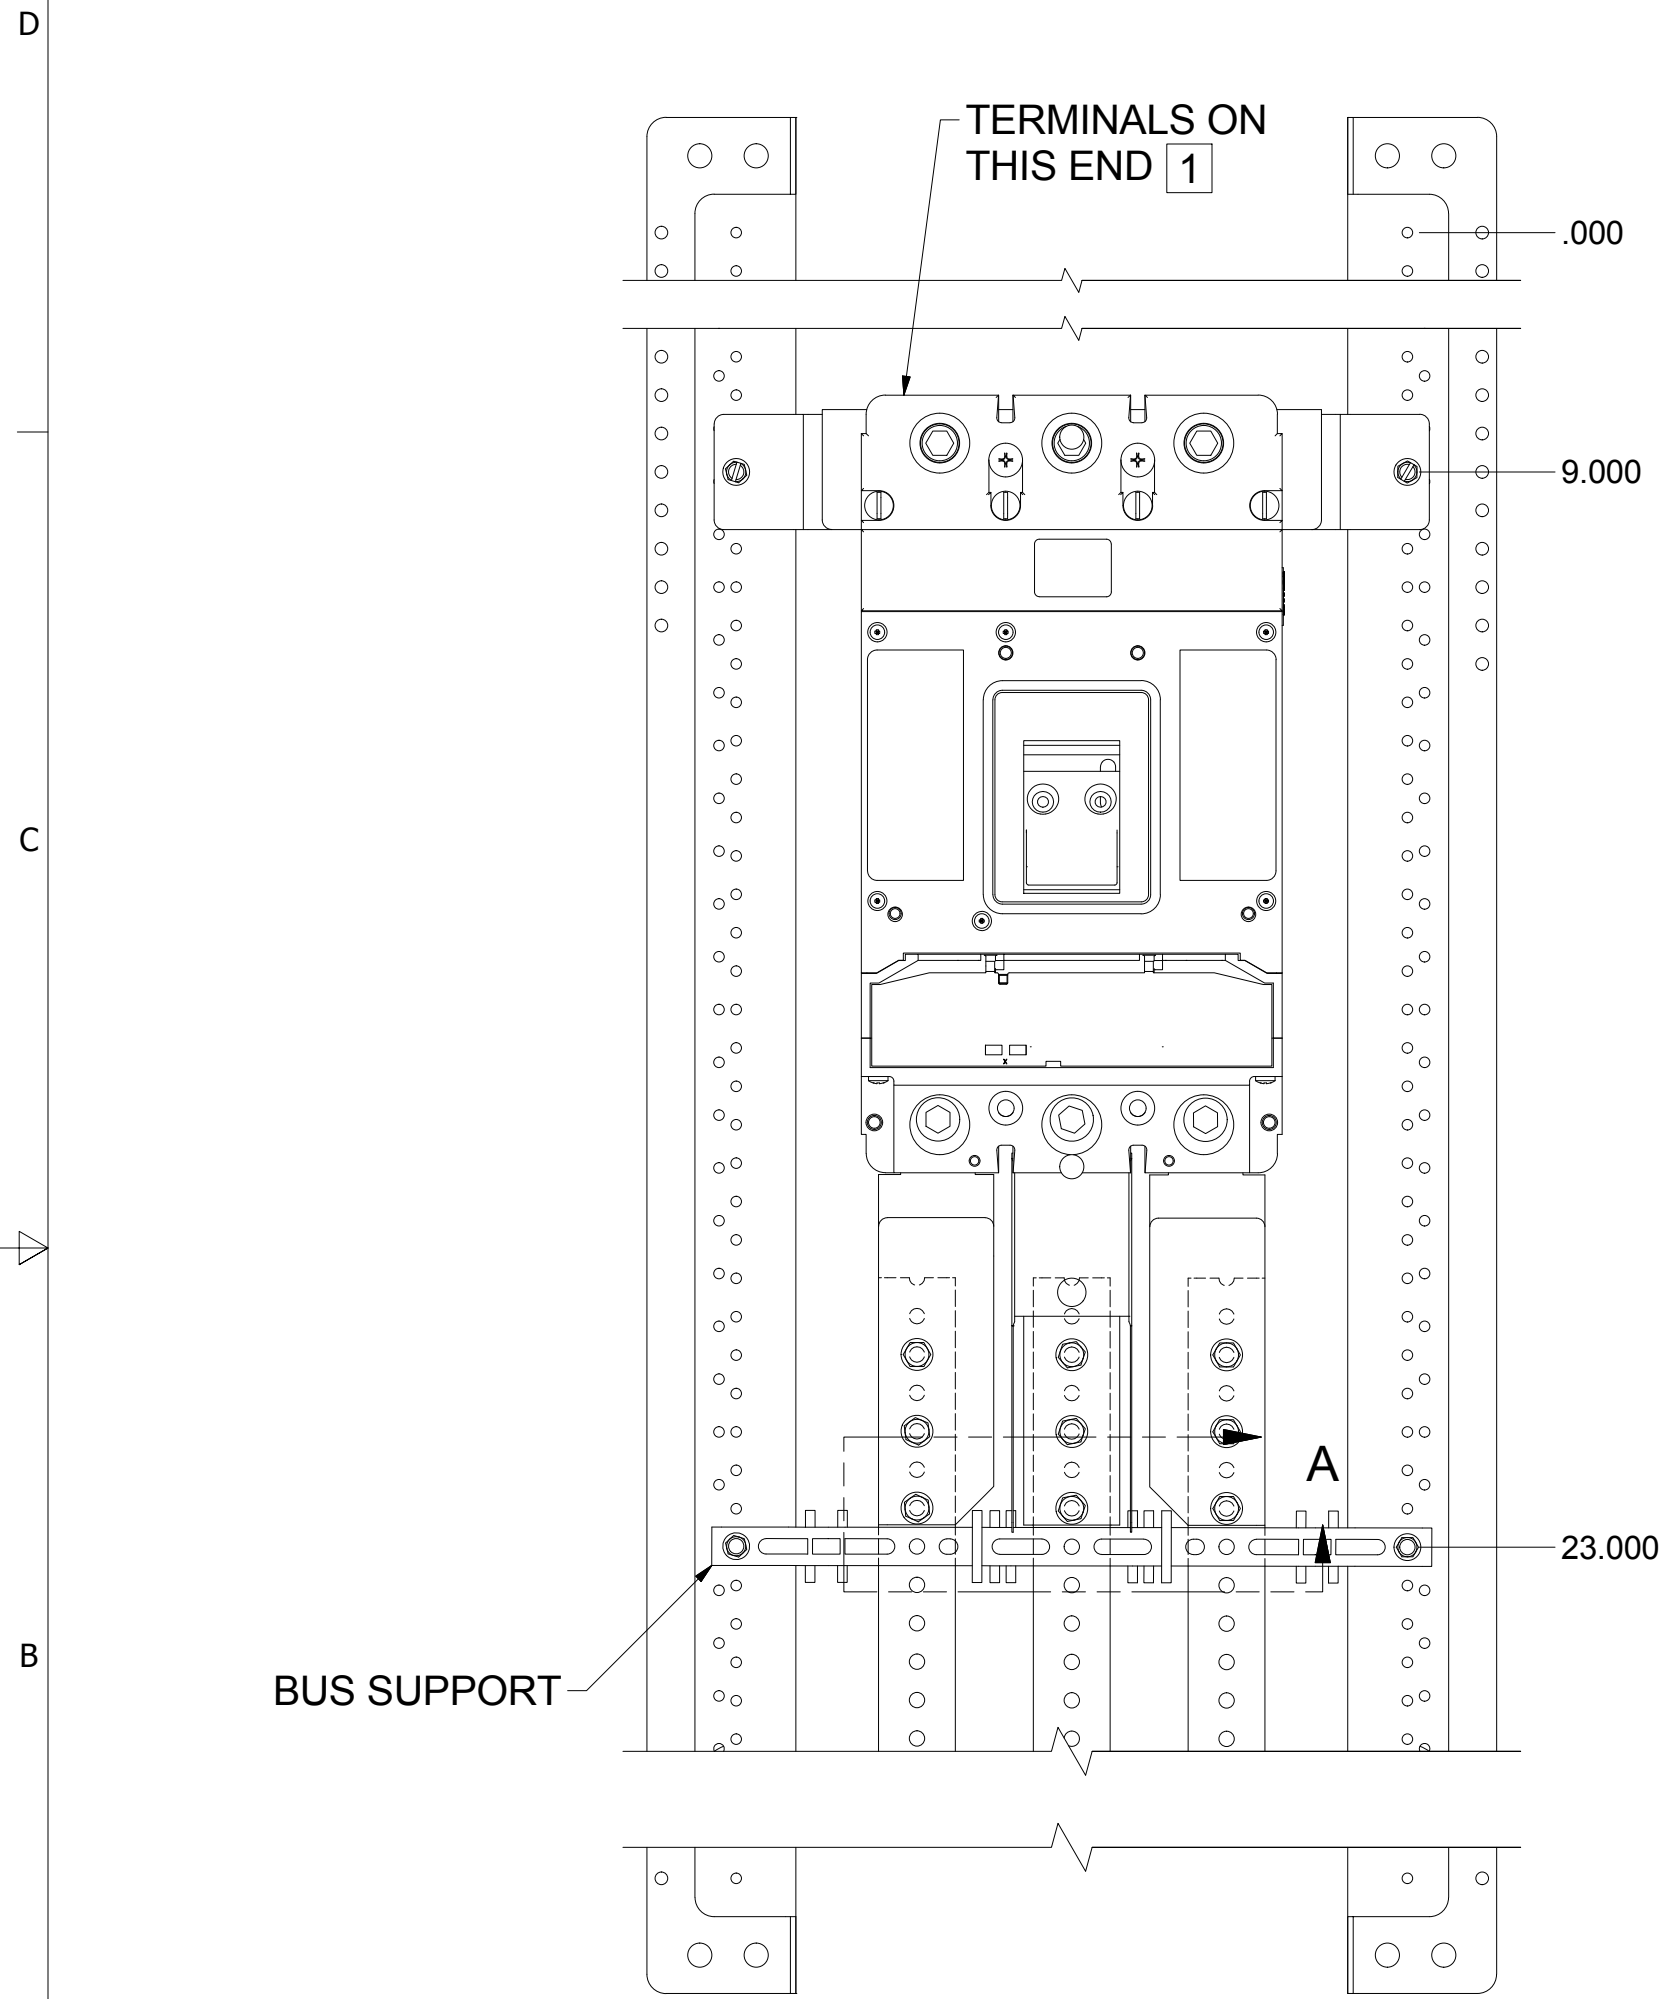 D
TERMINALS ON
THIS END 1
.000
9.000
C
A
23.000
B
BUS SUPPORT